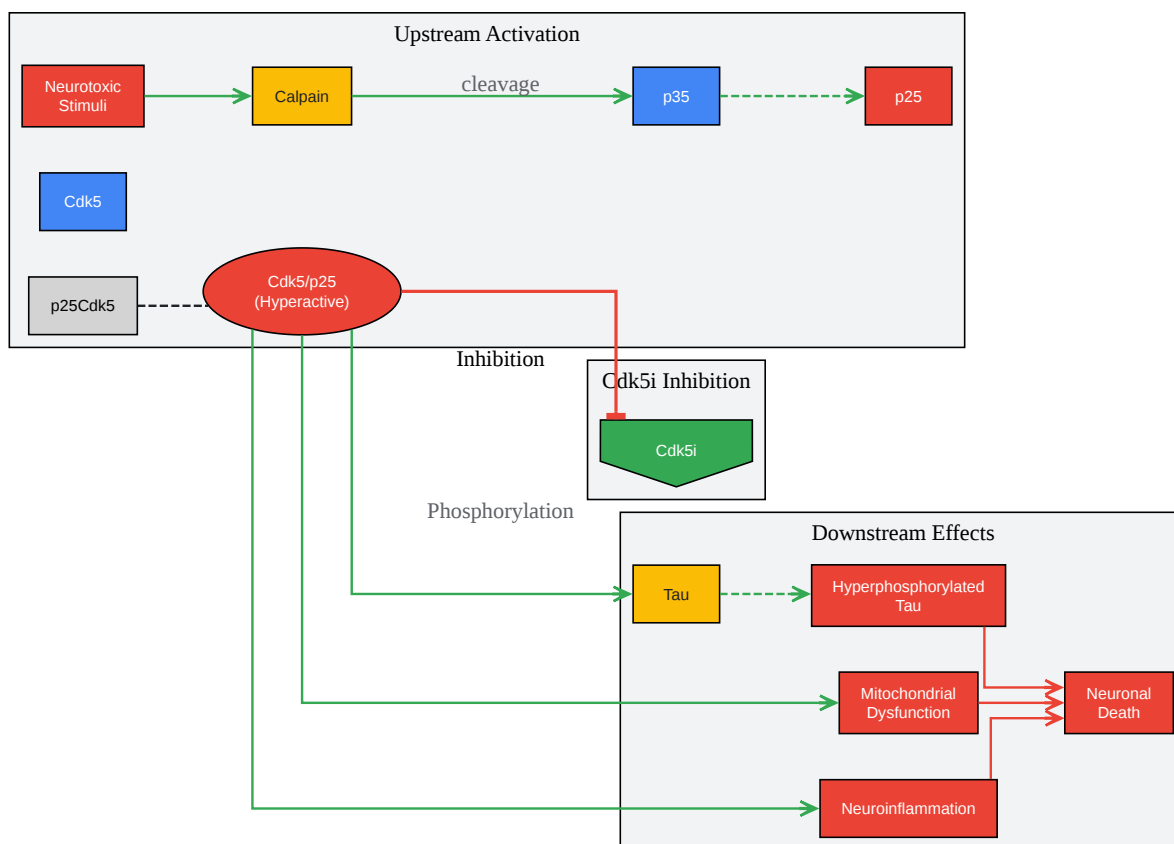 Upstream Activation
Neurotoxic
Stimuli
Calpain
cleavage
p35
p25
Cdk5
p25Cdk5
Cdk5/p25
(Hyperactive)
Inhibition
Cdk5i Inhibition
Cdk5i
Phosphorylation
Downstream Effects
Tau
Hyperphosphorylated
Tau
Mitochondrial
Dysfunction
Neuronal
Death
Neuroinflammation